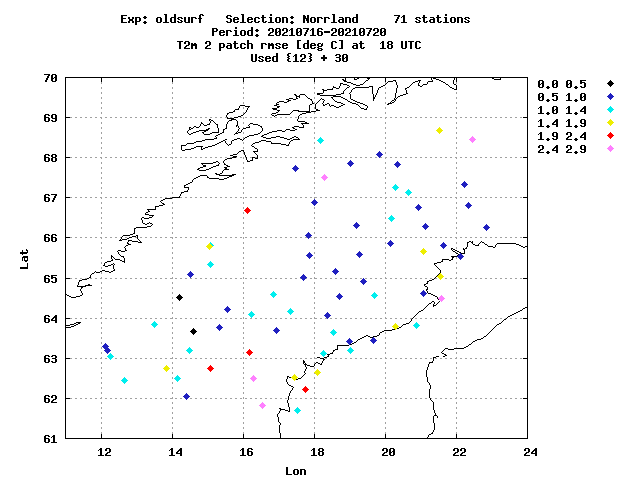 Exp: oldsurf   Selection: Norrland     71 stations
Period: 20210716-20210720
T2m 2 patch rmse [deg C] at  18 UTC
Used {12} + 30
70
69
68
67
66
65
64
63
62
61
Lat
12 14 16 18 20 22 24
Lon
0.0 0.5
0.5 1.0
1.0 1.4
1.4 1.9
1.9 2.4
2.4 2.9